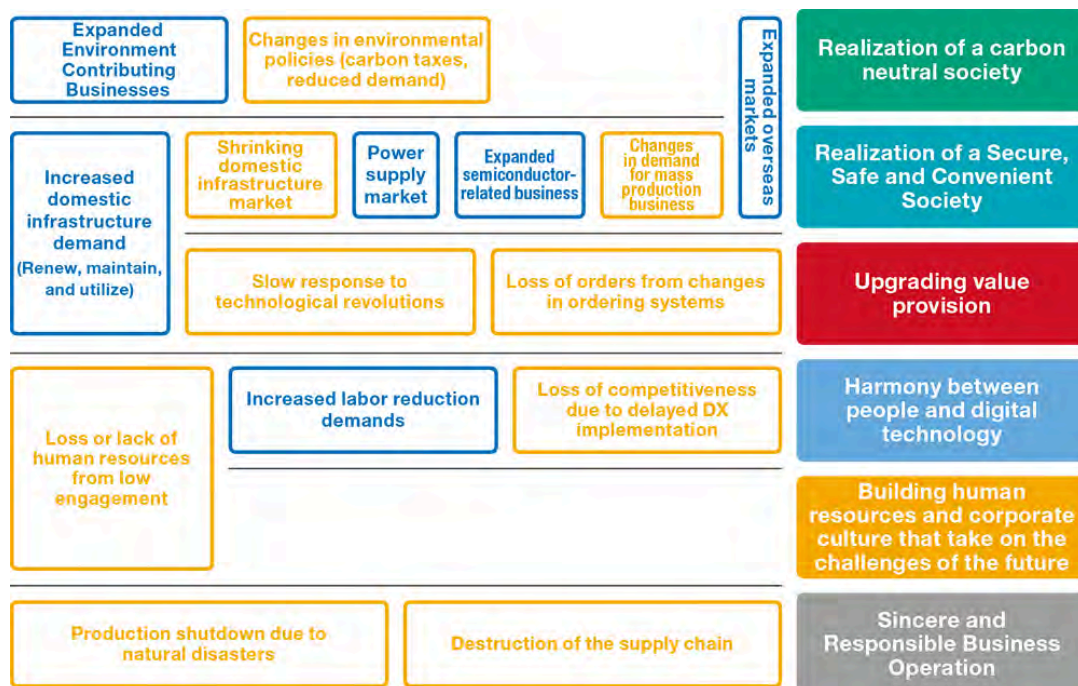 Expanded
Environment
Contributing
Businesses
Changes in environmental
policies (carbon taxes,
reduced demand)
Expanded overseas
markets
Realization of a carbon
neutral society
Increased
domestic
infrastructure
demand
(Renew, maintain,
and utilize)
Shrinking
domestic
infrastructure
market
Power
supply
market
Expanded
semiconductor-
related business
Changes
in demand
for mass
production
business
Realization of a Secure,
Safe and Convenient
Society
Slow response to
technological revolutions
Loss of orders from changes
in ordering systems
Upgrading value
provision
Loss or lack of
human resources
from low
engagement
Increased labor reduction
demands
Loss of competitiveness
due to delayed DX
implementation
Harmony between
people and digital
technology
Building human
resources and corporate
culture that take on the
challenges of the future
Production shutdown due to
natural disasters
Destruction of the supply chain
Sincere and
Responsible Business
Operation